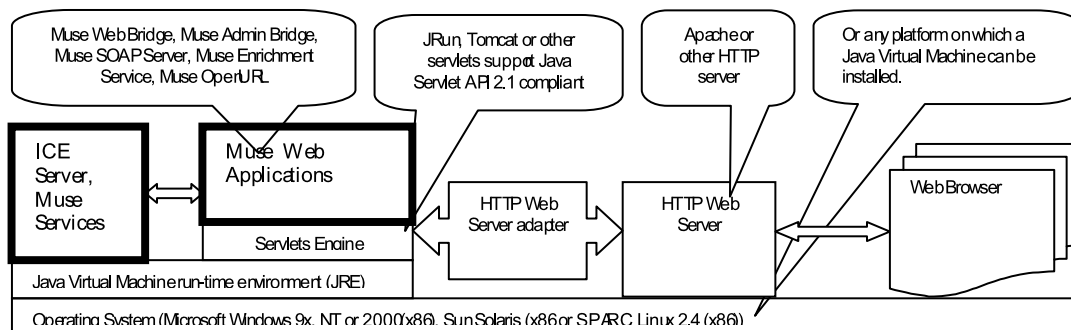 Muse Web Bridge, Muse Admin Bridge,
Muse SOAP Server, Muse Enrichment
Service, Muse OpenURL
JRun, Tomcat or other
servlets support Java
Servlet API 2.1 compliant
Apache or
other HTTP
server
Or any platform on which a
Java Virtual Machine can be
installed.
ICE
Server,
Muse
Services
Muse Web
Applications
Servlets Engine
HTTP Web
Server adapter
HTTP Web
Server
Web Browser
Java Virtual Machine run-time environment (JRE)
Operating System (Microsoft Windows 9x, NT or 2000(x86), Sun Solaris (x86 or SPARC, Linux 2.4 (x86))